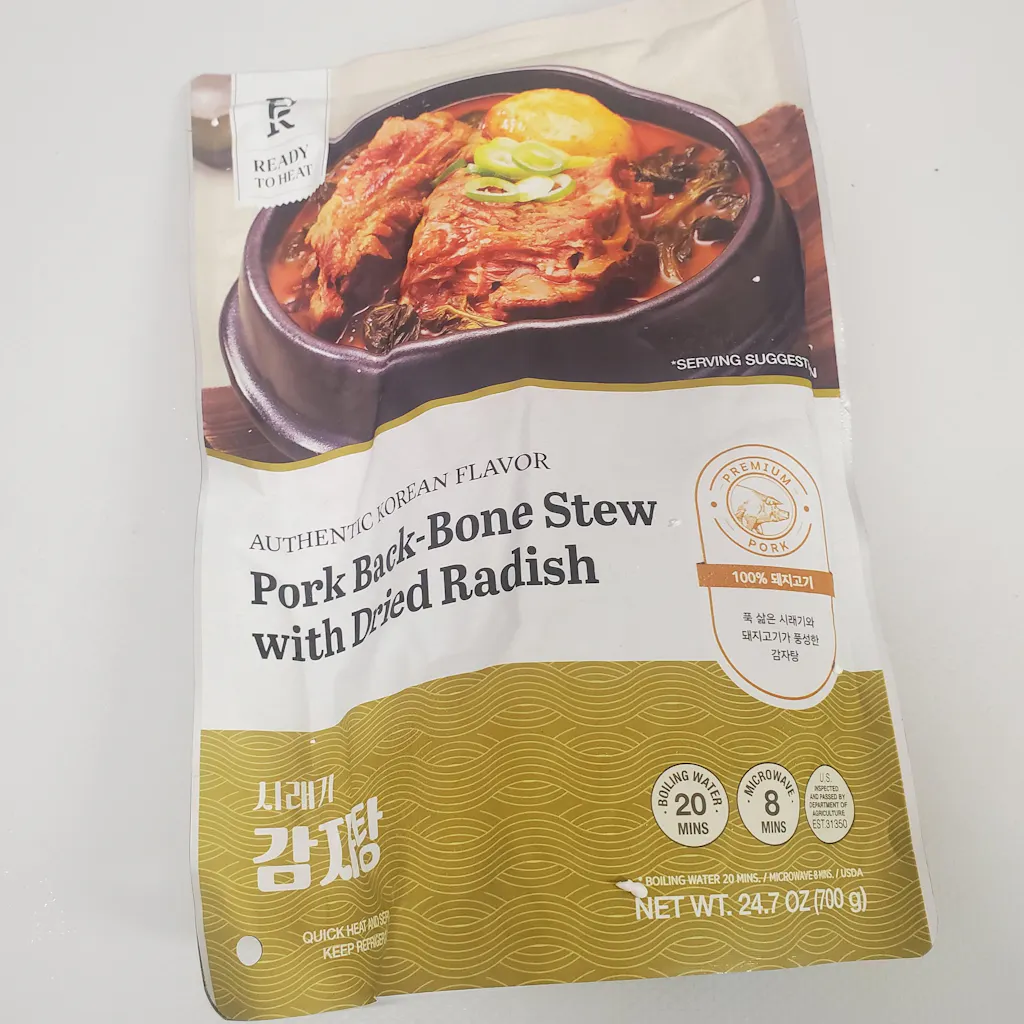 READY
TO HEAT
*SERVING SUGGESTI N
AUTHENTIC KOREAN FLAVOR
Pork Back-Bone Stew
with Dried Radish
PREMIUM
PORK
100% 돼지고기
푹 삶은 시래기와
돼지고기가 풍성한
감자탕
시래기
감자탕
BOILING WATER
20
MINS
MICROWAVE
8
MINS
U.S.
INSPECTED
AND PASSED BY
DEPARTMENT OF
AGRICULTURE
EST.31350
* BOILING WATER 20 MINS. / MICROWAVE 8 MINS. / USDA
NET WT. 24.7 OZ (700 g)
QUICK HEAT AND SER
KEEP REFRIGER